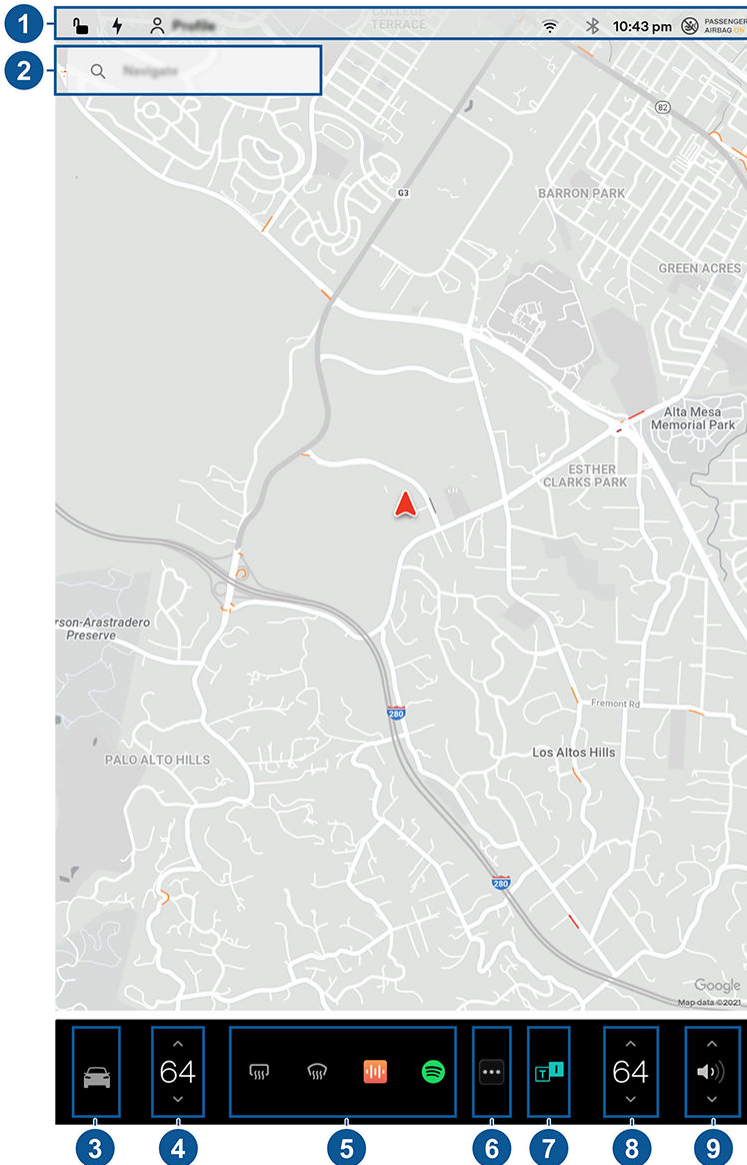 COLLEGE
TERRACE
1
Profile
10:43 pm
PASSENGER
AIRBAG ON
2
Navigate
82
G3
BARRON PARK
GREEN ACRES
Alta Mesa
Memorial Park
ESTHER
CLARKS PARK
rson-Arastradero
Preserve
280
Fremont Rd
PALO ALTO HILLS
Los Altos Hills
280
Google
Map data ©2021
64
T
I
64
3
4
5
6
7
8
9